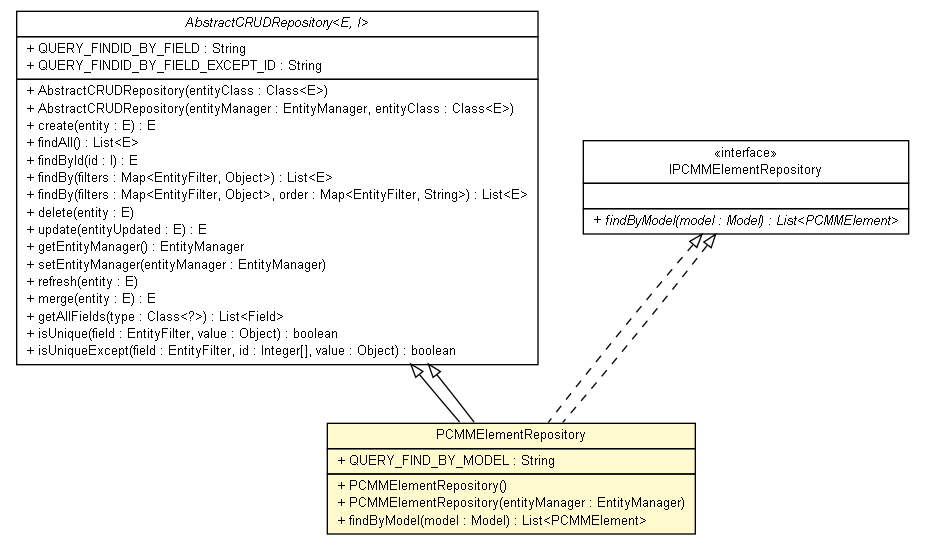 AbstractCRUDRepository<E, I>
+ QUERY_FINDID_BY_FIELD : String
+ QUERY_FINDID_BY_FIELD_EXCEPT_ID : String
+ AbstractCRUDRepository(entityClass : Class<E>)
+ AbstractCRUDRepository(entityManager : EntityManager, entityClass : Class<E>)
+ create(entity : E) : E
+ findAll() : List<E>
+ findById(id : I) : E
+ findBy(filters : Map<EntityFilter, Object>) : List<E>
+ findBy(filters : Map<EntityFilter, Object>, order : Map<EntityFilter, String>) : List<E>
+ delete(entity : E)
+ update(entityUpdated : E) : E
+ getEntityManager() : EntityManager
+ setEntityManager(entityManager : EntityManager)
+ refresh(entity : E)
+ merge(entity : E) : E
+ getAllFields(type : Class<?>) : List<Field>
+ isUnique(field : EntityFilter, value : Object) : boolean
+ isUniqueExcept(field : EntityFilter, id : Integer[], value : Object) : boolean
«interface»
IPCMMElementRepository
+ findByModel(model : Model) : List<PCMMElement>
PCMMElementRepository
+ QUERY_FIND_BY_MODEL : String
+ PCMMElementRepository()
+ PCMMElementRepository(entityManager : EntityManager)
+ findByModel(model : Model) : List<PCMMElement>